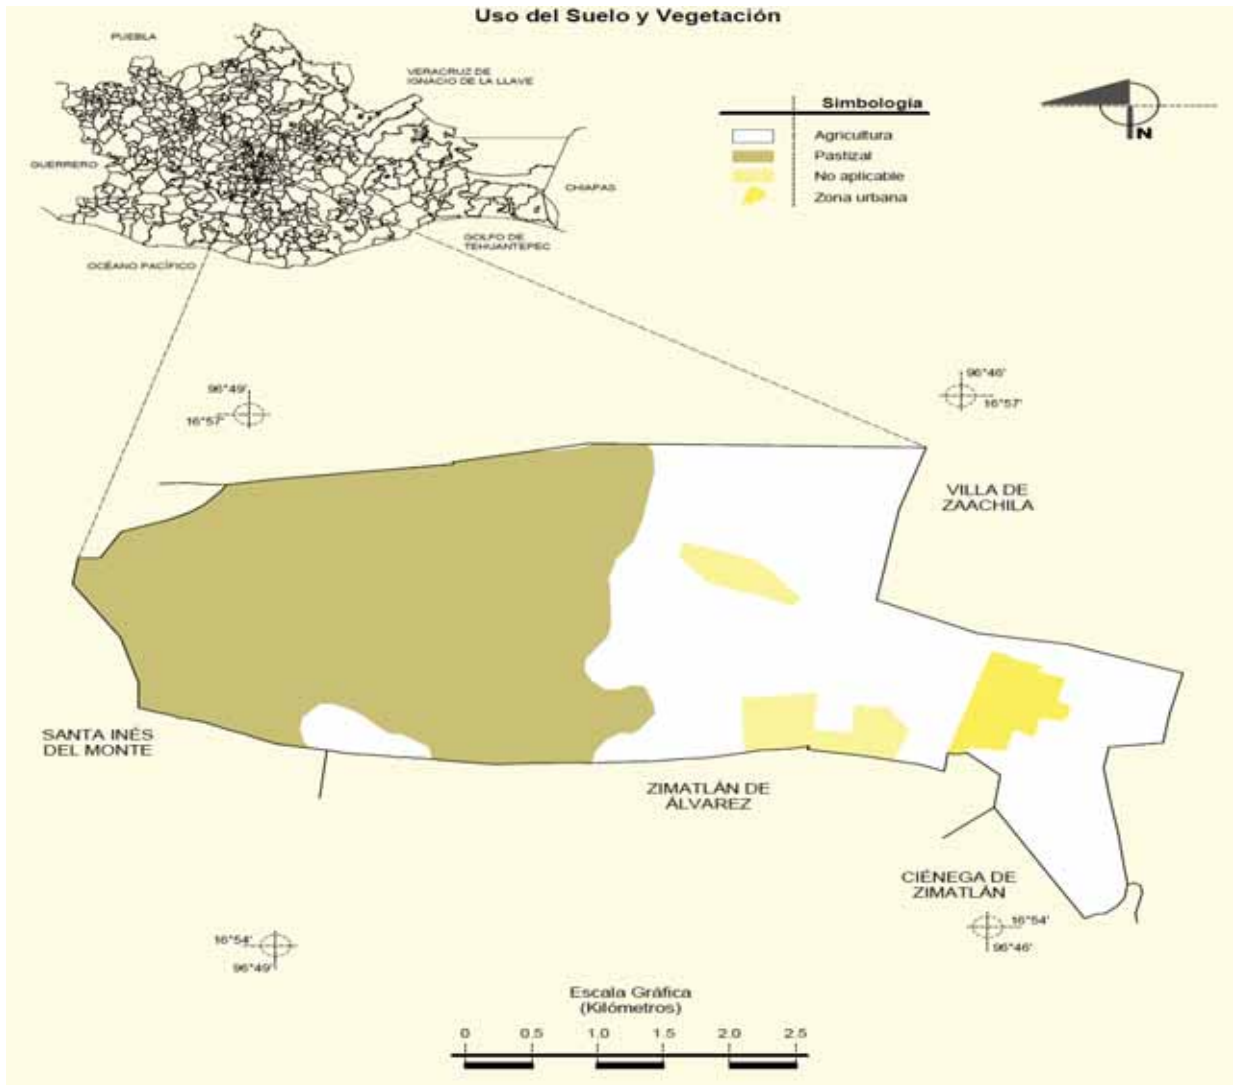 Uso del Suelo y Vegetación
PUEBLA
VERACRUZ DE
IGNACIO DE LA LLAVE
GUERRERO
CHIAPAS
GOLFO DE
TEHUANTEPEC
OCÉANO PACÍFICO
Simbología
Agricultura
Pastizal
No aplicable
Zona urbana
N
96°49'
16°57'
96°46'
16°57'
VILLA DE
ZAACHILA
SANTA INÉS
DEL MONTE
ZIMATLÁN DE
ÁLVAREZ
CIÉNEGA DE
ZIMATLÁN
16°54'
96°49'
16°54'
96°46'
Escala Gráfica
(Kilómetros)
0 0.5 1.0 1.5 2.0 2.5